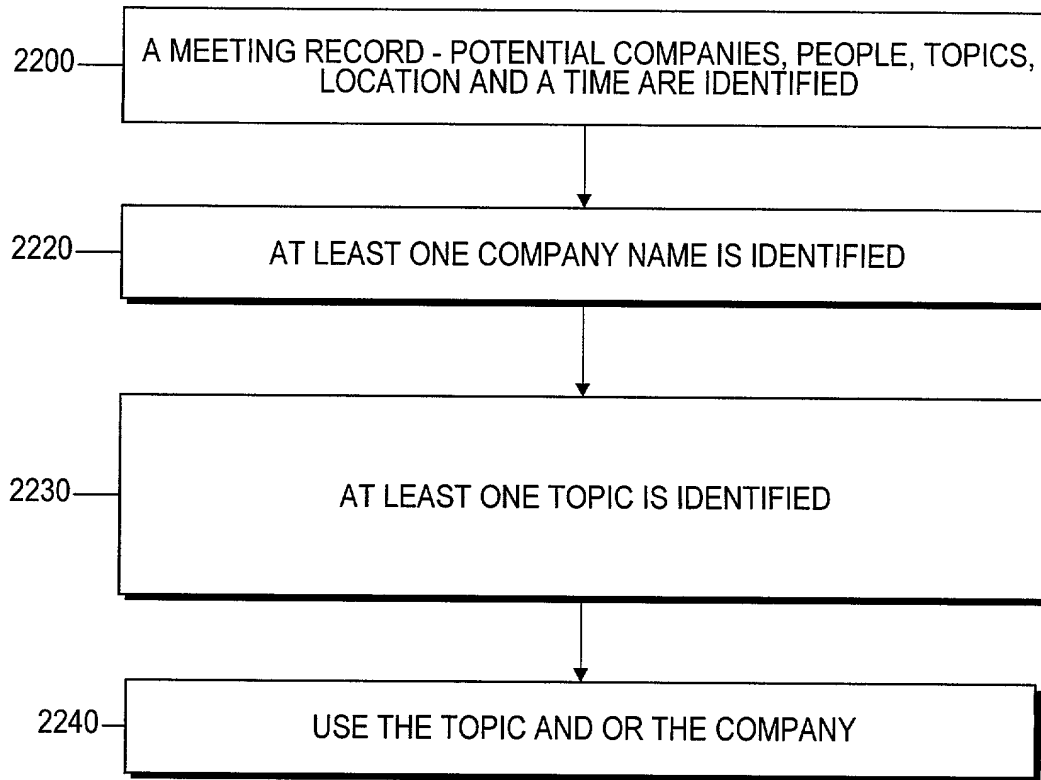 2200
A MEETING RECORD - POTENTIAL COMPANIES, PEOPLE, TOPICS,
LOCATION AND A TIME ARE IDENTIFIED
2220
AT LEAST ONE COMPANY NAME IS IDENTIFIED
2230
AT LEAST ONE TOPIC IS IDENTIFIED
2240
USE THE TOPIC AND OR THE COMPANY